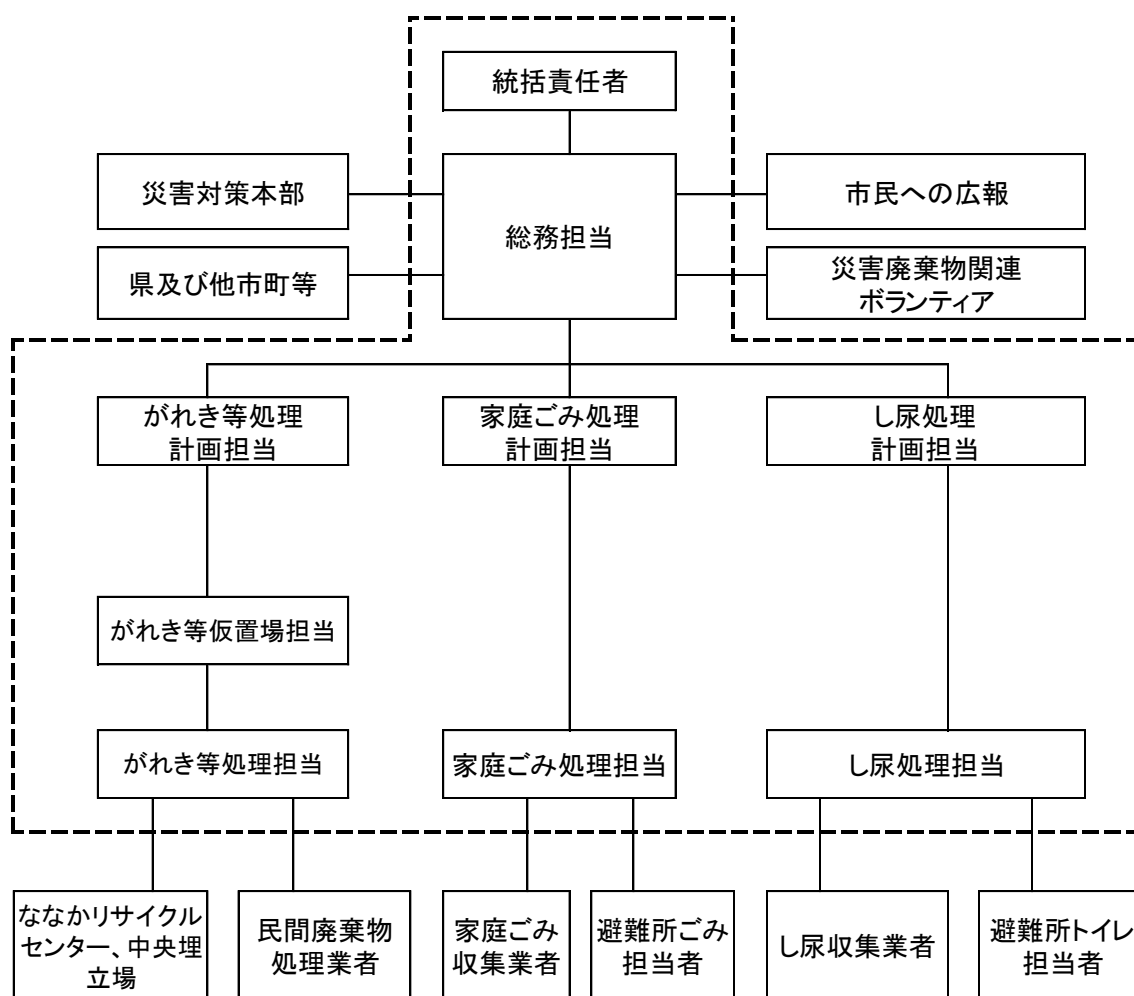 統括責任者
災害対策本部
総務担当
市民への広報
県及び他市町等
災害廃棄物関連
ボランティア
がれき等処理
計画担当
家庭ごみ処理
計画担当
し尿処理
計画担当
がれき等仮置場担当
がれき等処理担当
家庭ごみ処理担当
し尿処理担当
ななかリサイクル
センター、中央埋
立場
民間廃棄物
処理業者
家庭ごみ
収集業者
避難所ごみ
担当者
し尿収集業者
避難所トイレ
担当者